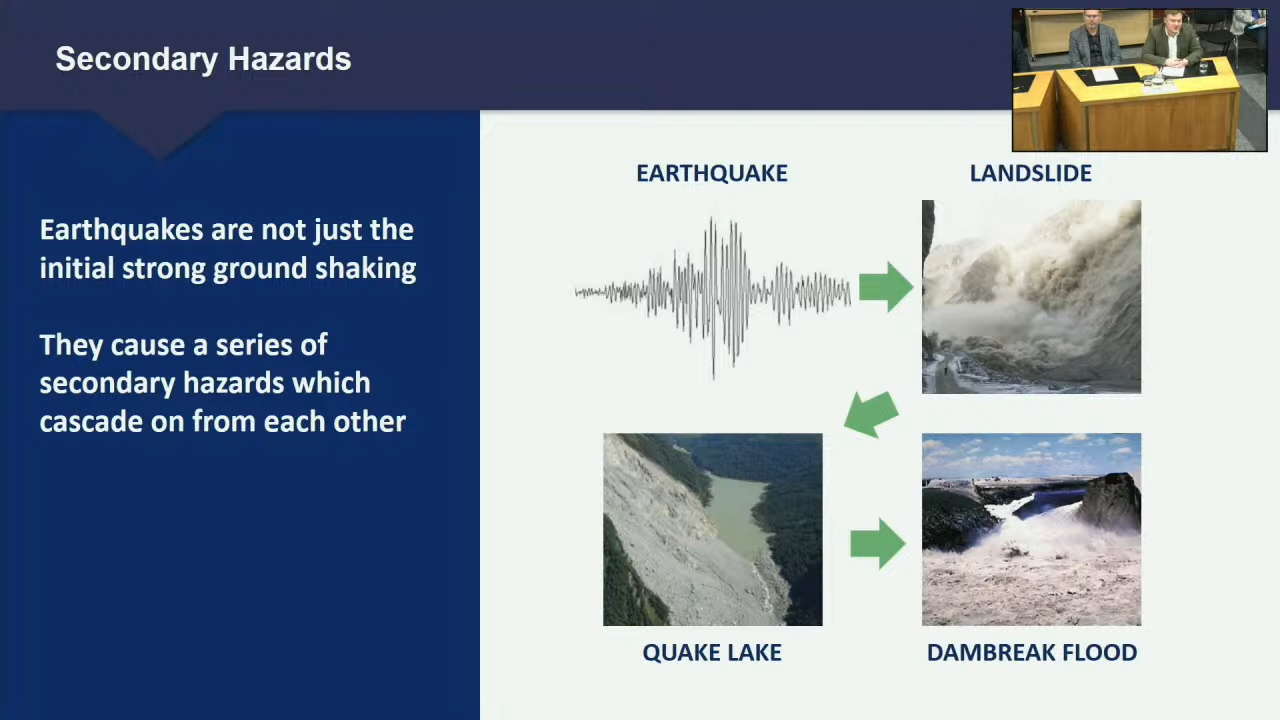 Secondary Hazards
Earthquakes are not just the
initial strong ground shaking
They cause a series of
secondary hazards which
cascade on from each other
EARTHQUAKE
LANDSLIDE
QUAKE LAKE
DAMBREAK FLOOD